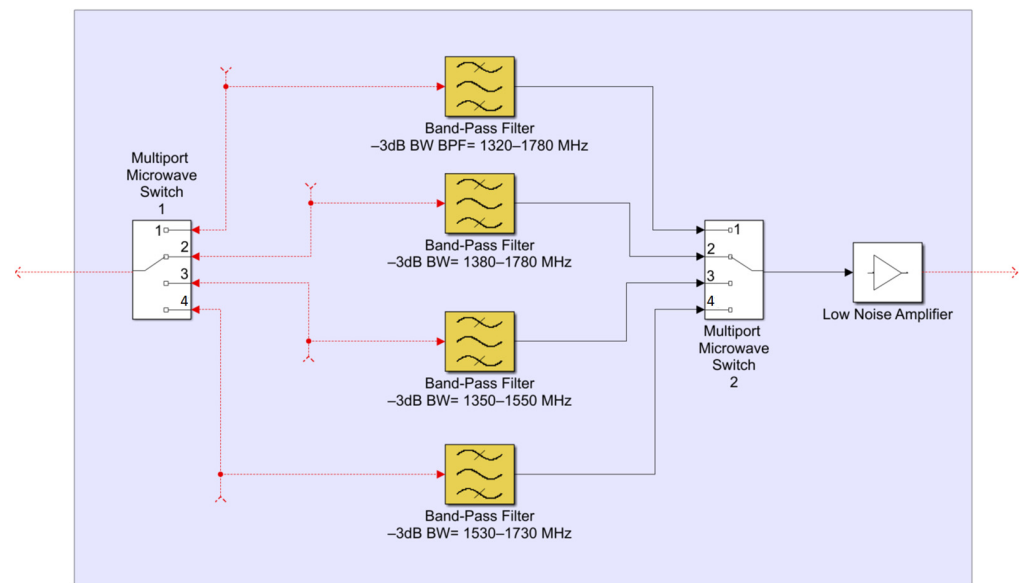 Band-Pass Filter
–3dB BW BPF= 1320–1780 MHz
Multiport
Microwave
Switch
1
1
2
3
4
Band-Pass Filter
–3dB BW= 1380–1780 MHz
1
2
3
4
Low Noise Amplifier
Multiport
Microwave
Switch
2
Band-Pass Filter
–3dB BW= 1350–1550 MHz
Band-Pass Filter
–3dB BW= 1530–1730 MHz